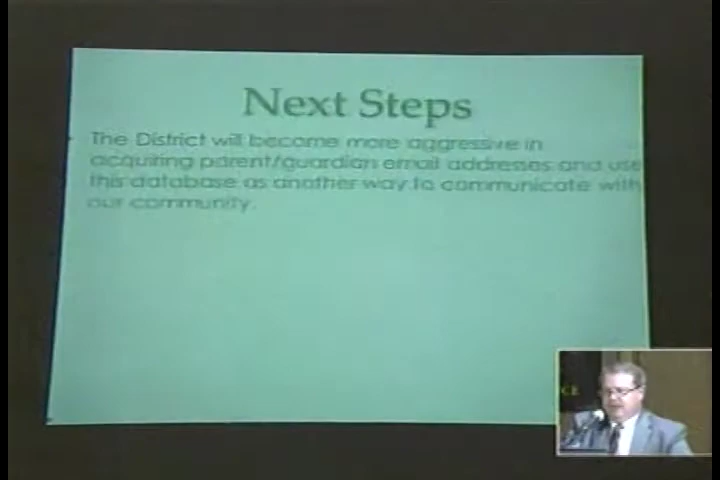 Next Steps
The District will become more aggressive in
acquiring parent/guardian email addresses and use
this database as another way to communicate with
our community.